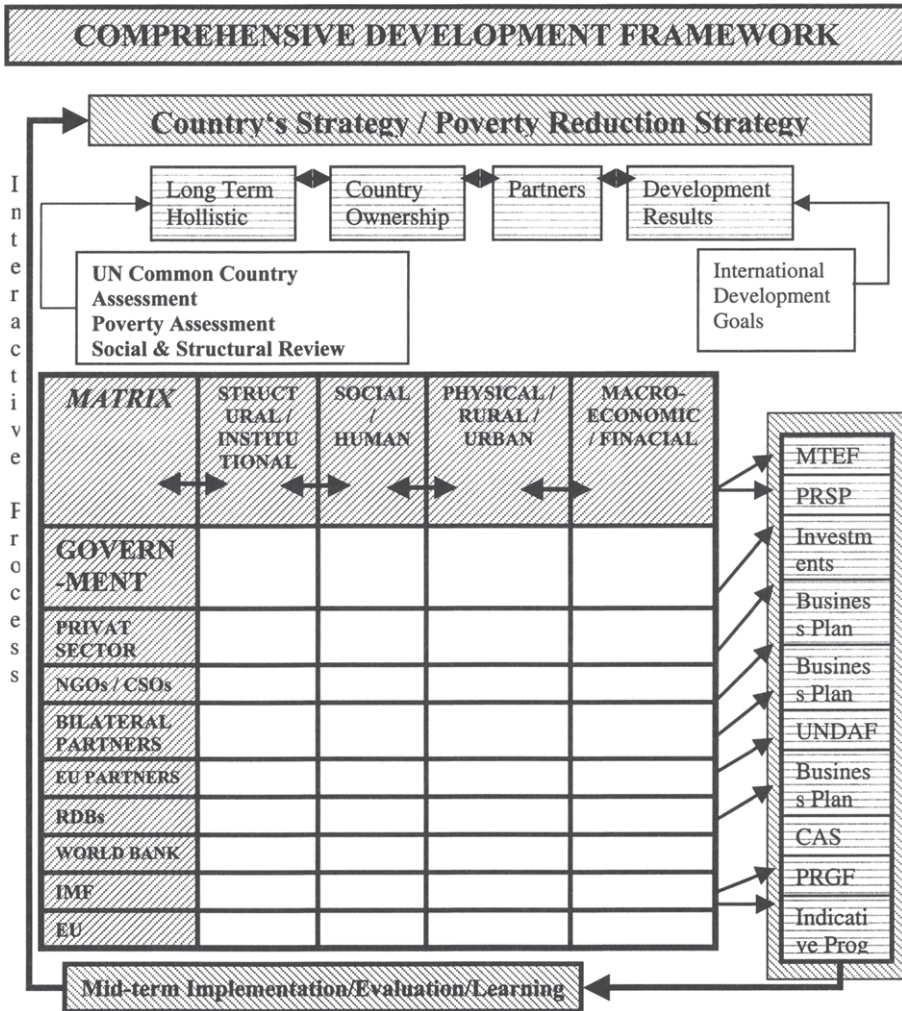 COMPREHENSIVE DEVELOPMENT FRAMEWORK
Country‘s Strategy / Poverty Reduction Strategy
Interactive Process
Long Term
Hollistic
Country
Ownership
Partners
Development
Results
UN Common Country
Assessment
Poverty Assessment
Social & Structural Review
International
Development
Goals
MATRIX
STRUCT
URAL /
INSTITU
TIONAL
SOCIAL
/
HUMAN
PHYSICAL /
RURAL /
URBAN
MACRO-
ECONOMIC
/ FINACIAL
GOVERN
-MENT
PRIVAT
SECTOR
NGOs / CSOs
BILATERAL
PARTNERS
EU PARTNERS
RDBs
WORLD BANK
IMF
EU
MTEF
PRSP
Investm
ents
Busines
s Plan
Busines
s Plan
UNDAF
Busines
s Plan
CAS
PRGF
Indicative
ve Prog
Mid-term Implementation/Evaluation/Learning